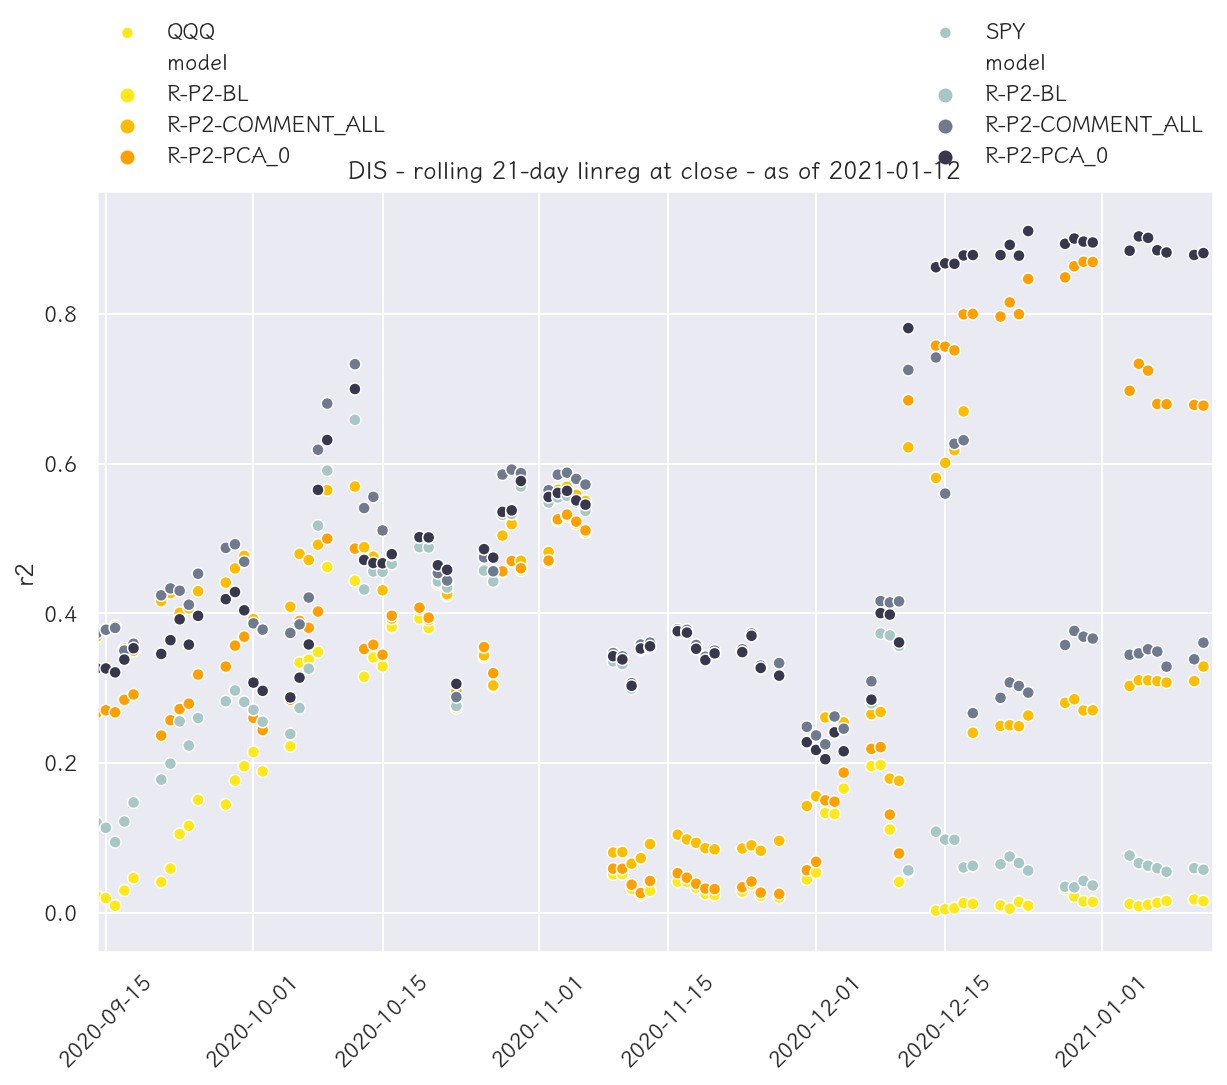 QQQ
model
R-P2-BL
R-P2-COMMENT_ALL
R-P2-PCA_0
SPY
model
R-P2-BL
R-P2-COMMENT_ALL
R-P2-PCA_0
DIS - rolling 21-day linreg at close - as of 2021-01-12
r2
0.8
0.6
0.4
0.2
0.0
2020-09-15
2020-10-01
2020-10-15
2020-11-01
2020-11-15
2020-12-01
2020-12-15
2021-01-01